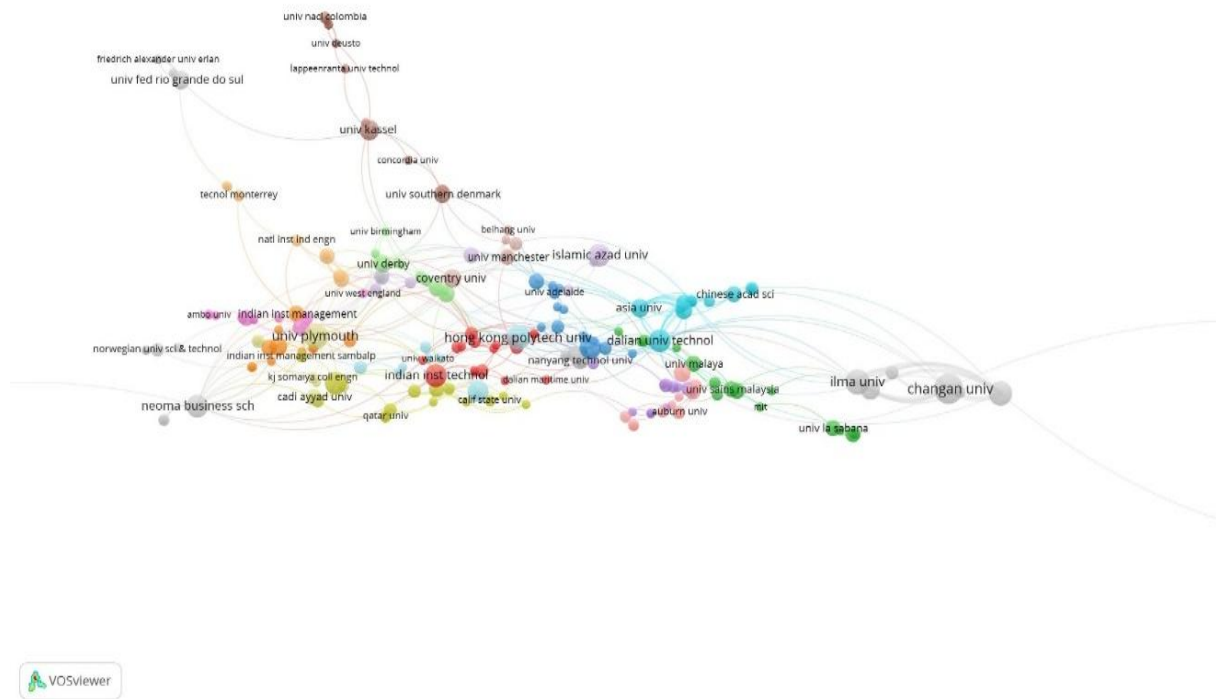 univ nacl colombia
univ deusto
friedrich alexander univ erlan
lappeenranta univ technol
univ fed rio grande do sul
univ kassel
concordia univ
tecnol monterrey
univ southern denmark
univ birmingham
beihang univ
natl inst ind engn
univ manchester
islamic azad univ
univ derby
coventry univ
univ west england
univ adelaide
chinese acad sci
asia univ
ambo univ
indian inst management
univ plymouth
hong kong polytech univ
dalian univ technol
norwegian univ sci & technol
indian inst management sambalp
univ waikato
nanyang technol univ
univ malaya
kj somaiya coll engn
indian inst technol
dalian maritime univ
ilma univ
changan univ
cadi ayyad univ
calif state univ
univ sains malaysia
neoma business sch
qatar univ
auburn univ
mit
univ la sabana
VOSviewer